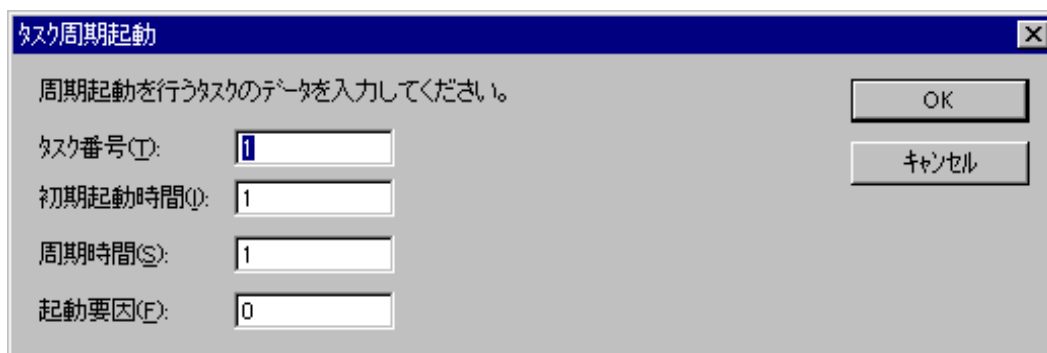 タスク周期起動
周期起動を行うタスクのデータを入力してください。
OK
タスク番号(T): 1
キャンセル
初期起動時間(I): 1
周期時間(S): 1
起動要因(F): 0